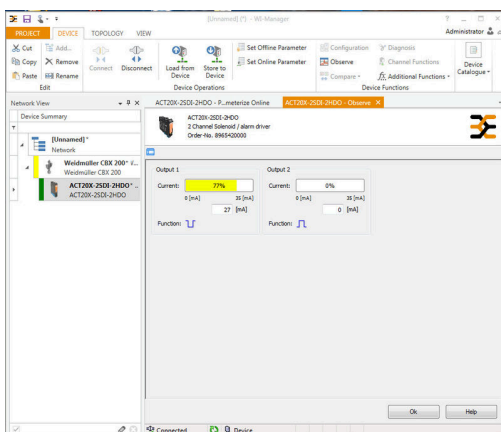 [Unnamed] (*) - WI-Manager
PROJECT DEVICE TOPOLOGY VIEW Administrator
Cut
Copy
Paste
Add...
Remove
Rename
Edit
Connect
Disconnect
Load from Device
Store to Device
Set Offline Parameter
Set Online Parameter
Device Operations
Configuration
Observe
Compare
Diagnosis
Channel Functions
Additional Functions
Device Functions
Device Catalogue
Network View
Device Summary
[Unnamed]*
Network
Weidmüller CBX 200*
Weidmüller CBX 200
ACT20X-2SDI-2HDO* ..
ACT20X-2SDI-2HDO
ACT20X-2SDI-2HDO - P...meterize Online
ACT20X-2SDI-2HDO - Observe
ACT20X-2SDI-2HDO
2 Channel Solenoid / alarm driver
Order-No. 8965420000
Output 1
Current: 77%
0 [mA] 35 [mA]
27 [mA]
Function:
Output 2
Current: 0%
0 [mA] 35 [mA]
0 [mA]
Function:
Ok Help
Connected Device